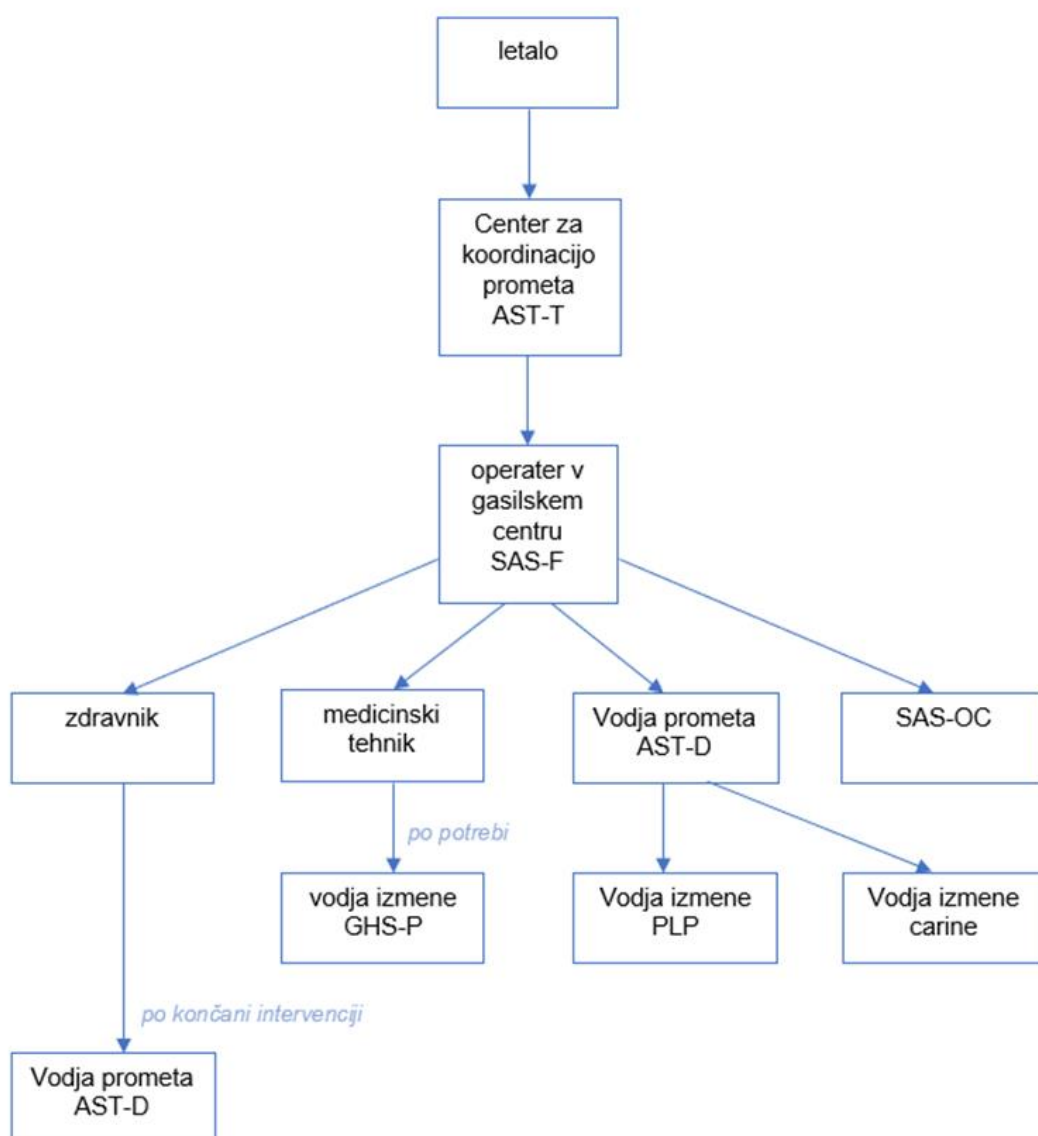 letalo
Center za
koordinacijo
prometa
AST-T
operater v
gasilskem
centru
SAS-F
zdravnik
medicinski
tehnik
Vodja prometa
AST-D
SAS-OC
po potrebi
vodja izmene
GHS-P
Vodja izmene
PLP
Vodja izmene
carine
po končani intervenciji
Vodja prometa
AST-D